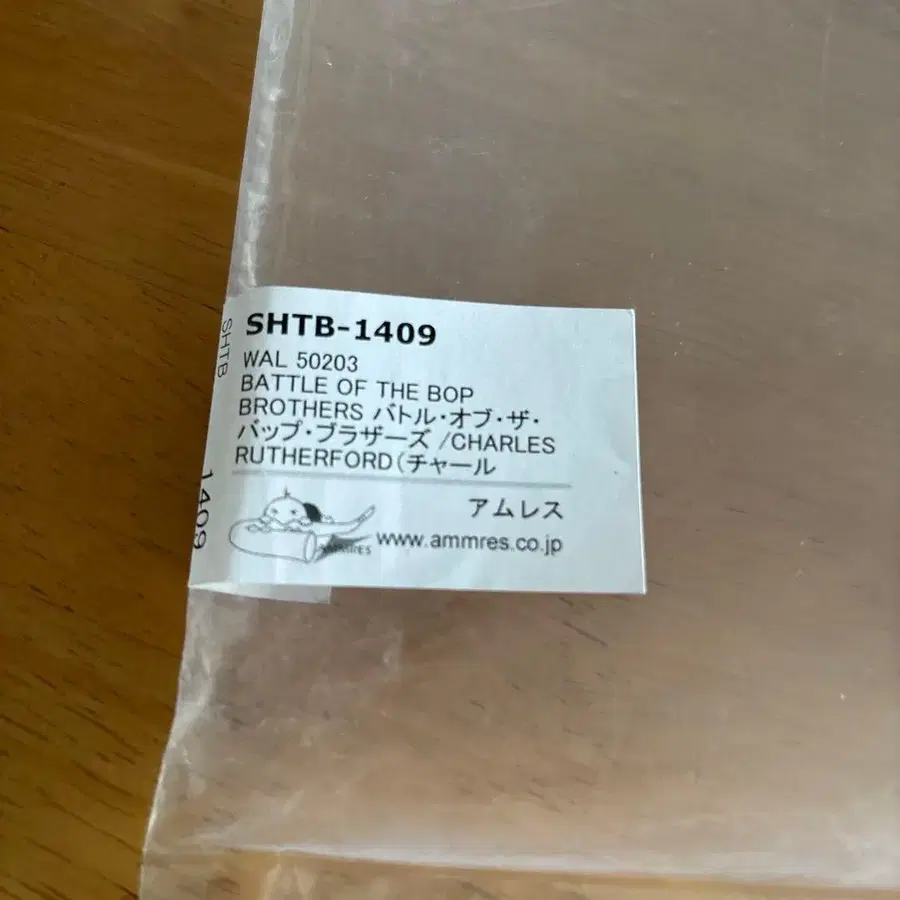 SHTB-1409
WAL 50203
BATTLE OF THE BOP
BROTHERS バトル・オブ・ザ・
バップ・ブラザーズ /CHARLES
RUTHERFORD(チャール
アムレス
AMMRES www.ammres.co.jp
SHTB
1409